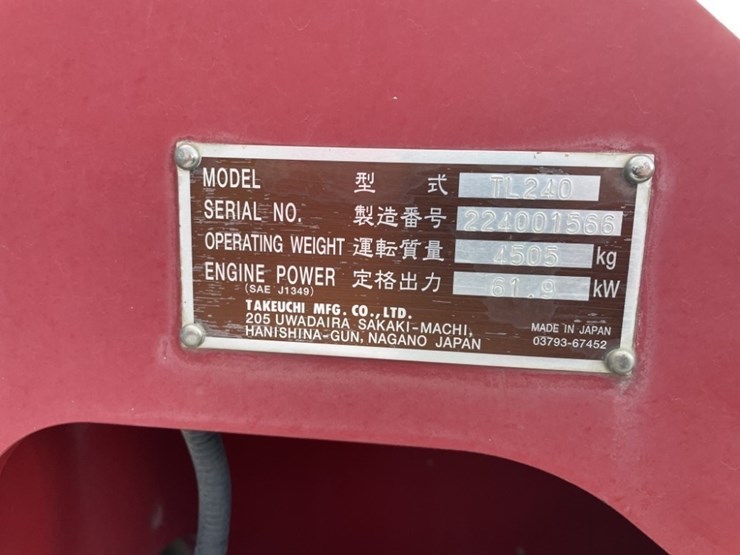 MODEL 型 式 TL240
SERIAL NO. 製造番号 224001566
OPERATING WEIGHT 運転質量 4505 kg
ENGINE POWER 定格出力 61.9 kW
(SAE J1349)
TAKEUCHI MFG. CO., LTD.
205 UWADAIRA SAKAKI-MACHI,
HANISHINA-GUN, NAGANO JAPAN
MADE IN JAPAN
03793-67452